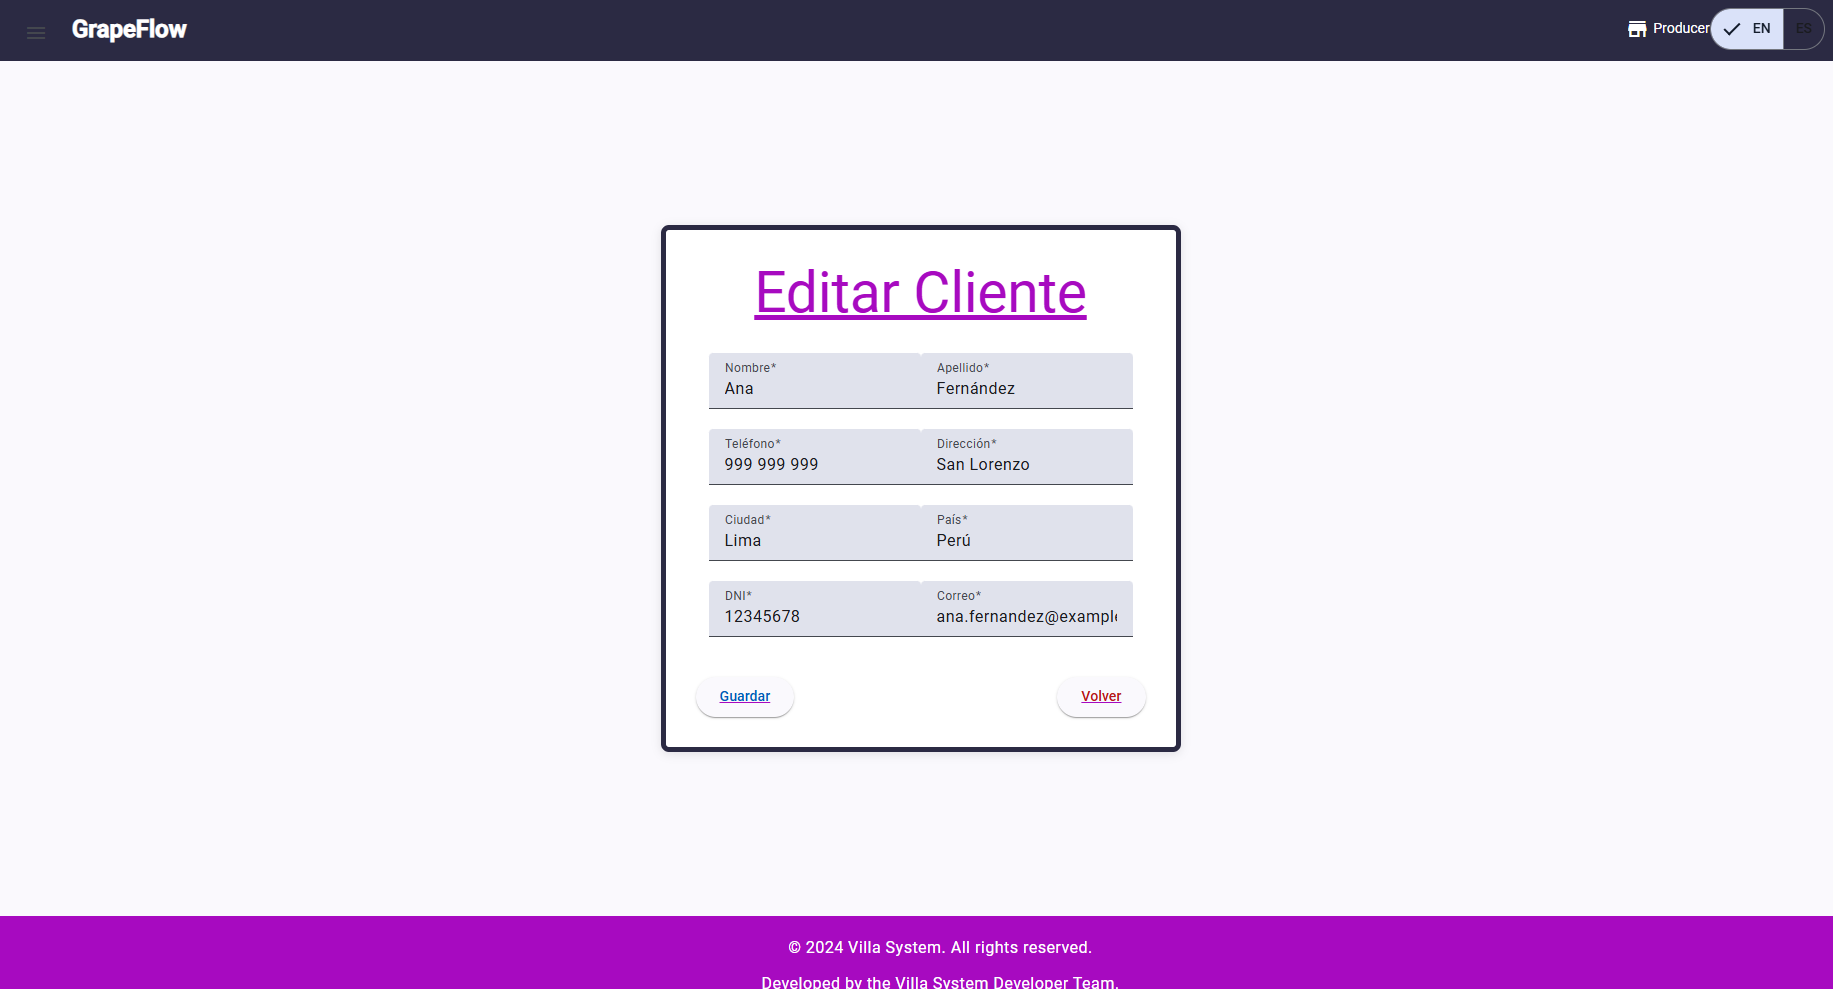 GrapeFlow
Producer
EN
ES
Editar Cliente
Nombre*
Apellido*
Ana
Fernández
Teléfono*
Dirección*
999 999 999
San Lorenzo
Ciudad*
País*
Lima
Perú
DNI*
Correo*
12345678
ana.fernandez@example
Guardar
Volver
© 2024 Villa System. All rights reserved.
Developed by the Villa System Developer Team.